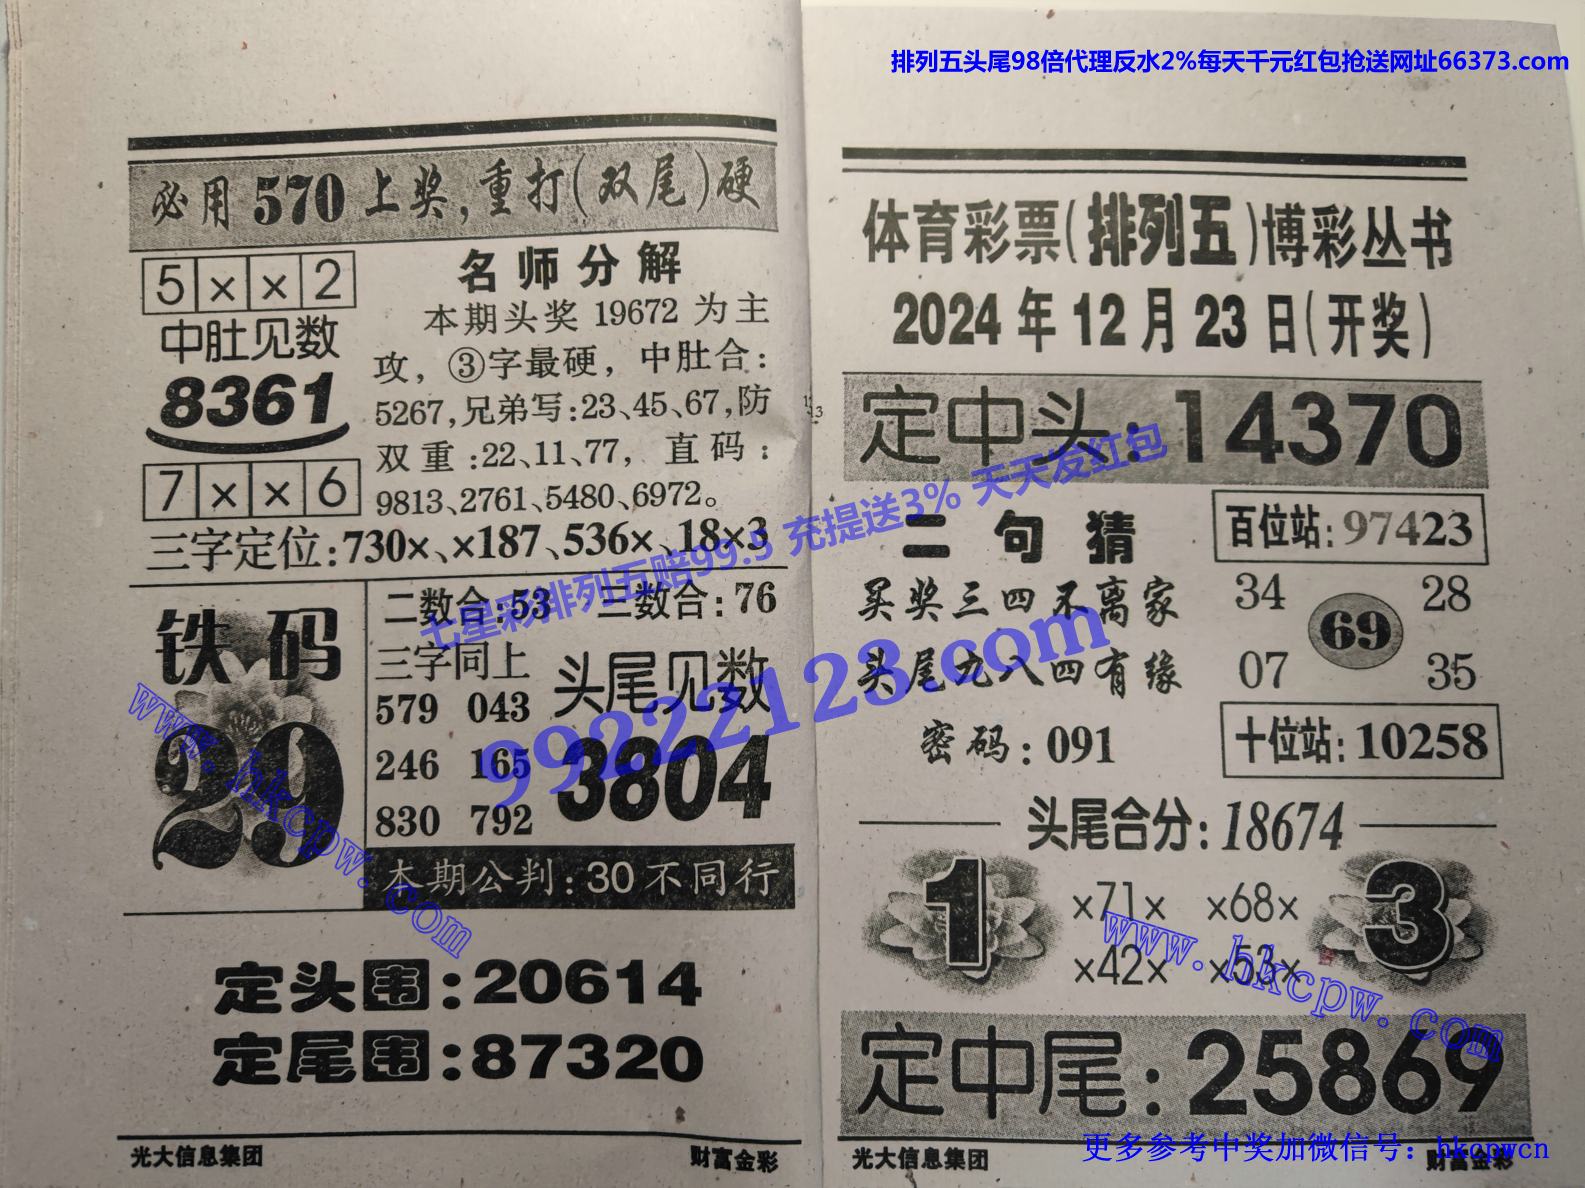 排列五头尾98倍代理反水2%每天千元红包抢送网址66373.com
必用570上奖,重打(双尾)硬
5××2
中肚见数
8361
7××6
名师分解
本期头奖19672为主
攻，③字最硬，中肚合：
5267,兄弟写:23、45、67,防
双重:22、11、77，直码：
9813、2761、5480、6972。
三字定位:730×、×187、536×、18×3
铁码
29
二数合:53 三数合:76
三字同上
579 043
246 165
830 792
头尾见数
3804
本期公判:30不同行
定头围:20614
定尾围:87320
光大信息集团 财富金彩
体育彩票(排列五)博彩丛书
2024年12月23日(开奖)
定中头:14370
二句猜
买奖三四不离家
头尾九八四有缘
密码:091
百位站:97423
34 28
69
07 35
十位站:10258
头尾合分:18674
1 ×71× ×68× 3
×42× ×53×
定中尾:25869
光大信息集团 财富金彩
七星彩排列五赔99.5 充提送3% 天天发红包
99222123.com
www.hkcpw.com
www.hkcpw.com
更多参考中奖加微信号：hkcpwcn